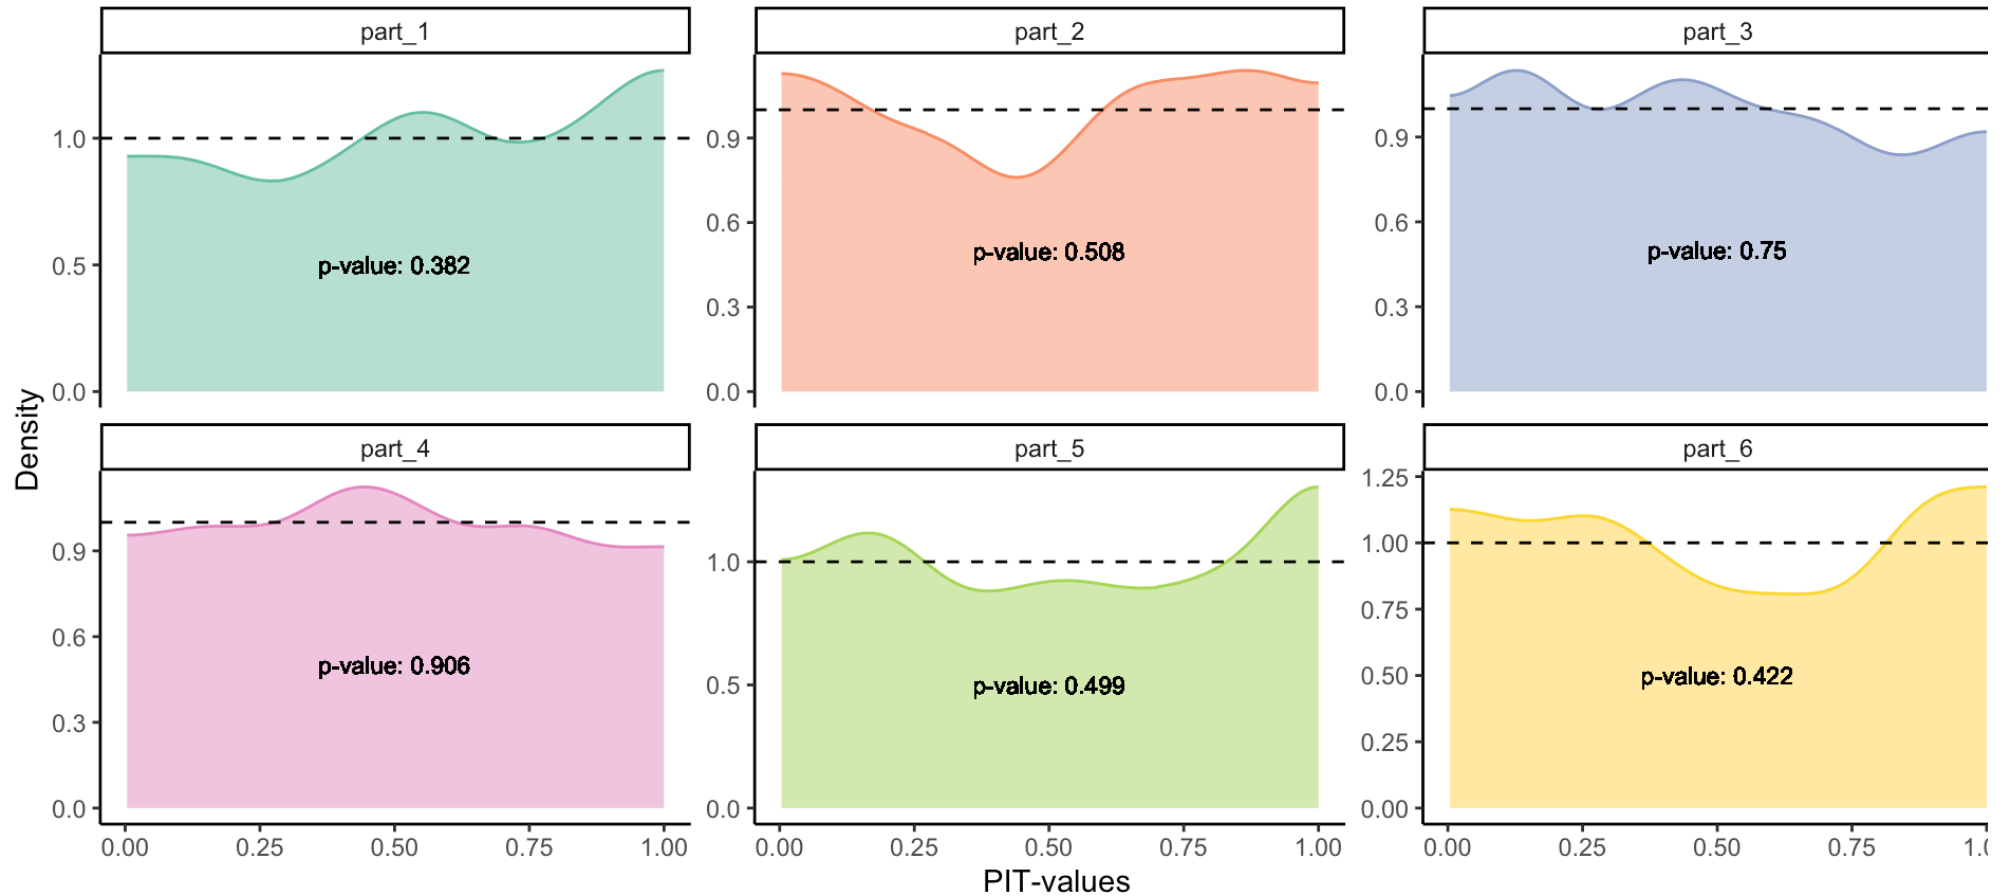 part_1
part_2
part_3
1.0
0.5
0.0
p-value: 0.382
0.9
0.6
0.3
0.0
p-value: 0.508
0.9
0.6
0.3
0.0
p-value: 0.75
Density
part_4
part_5
part_6
0.9
0.6
0.3
0.0
p-value: 0.906
1.0
0.5
0.0
p-value: 0.499
1.25
1.00
0.75
0.50
0.25
0.00
p-value: 0.422
0.00 0.25 0.50 0.75 1.00
0.00 0.25 0.50 0.75 1.00
0.00 0.25 0.50 0.75 1.0
PIT-values